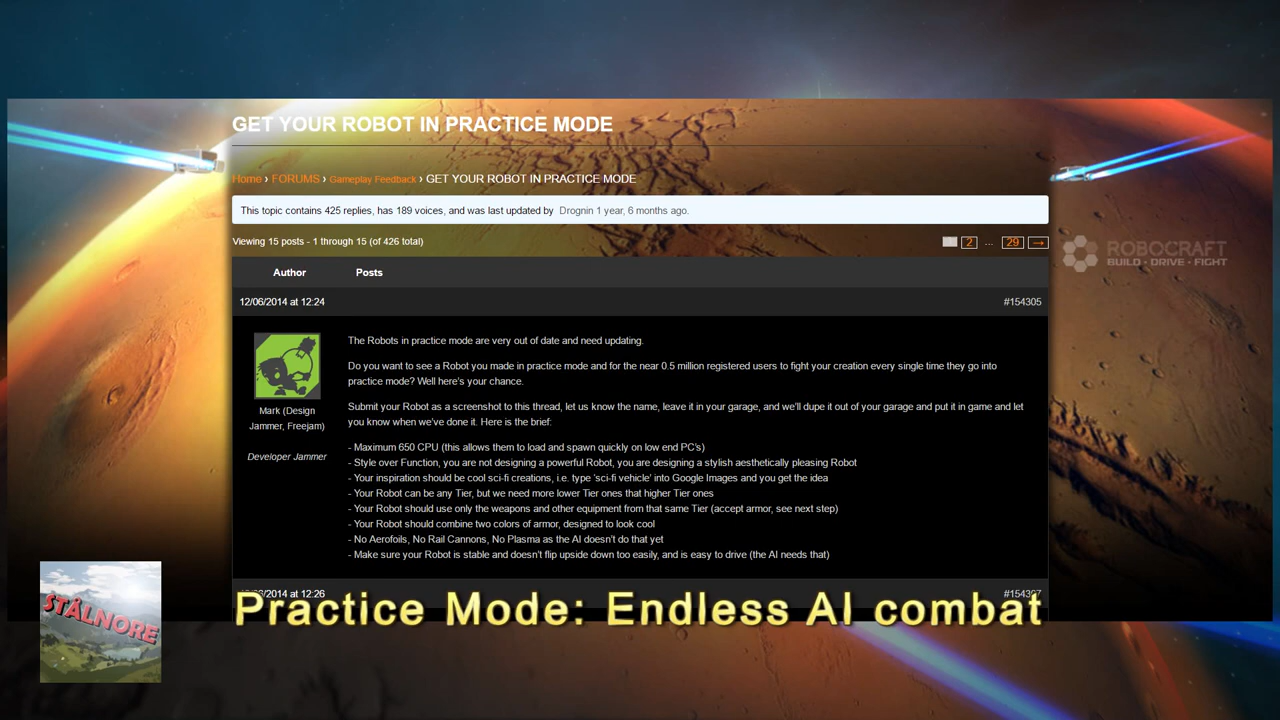 GET YOUR ROBOT IN PRACTICE MODE
Home › FORUMS › Gameplay Feedback › GET YOUR ROBOT IN PRACTICE MODE
This topic contains 425 replies, has 189 voices, and was last updated by Drognin 1 year, 6 months ago.
Viewing 15 posts - 1 through 15 (of 426 total)
2 ... 29 →
ROBOCRAFT
BUILD • DRIVE • FIGHT
Author Posts
12/06/2014 at 12:24 #154305
The Robots in practice mode are very out of date and need updating.
Do you want to see a Robot you made in practice mode and for the near 0.5 million registered users to fight your creation every single time they go into
practice mode? Well here's your chance.
Mark (Design
Jammer, Freejam)
Developer Jammer
Submit your Robot as a screenshot to this thread, let us know the name, leave it in your garage, and we'll dupe it out of your garage and put it in game and let
you know when we've done it. Here is the brief:
- Maximum 650 CPU (this allows them to load and spawn quickly on low end PC's)
- Style over Function, you are not designing a powerful Robot, you are designing a stylish aesthetically pleasing Robot
- Your inspiration should be cool sci-fi creations, i.e. type 'sci-fi vehicle' into Google Images and you get the idea
- Your Robot can be any Tier, but we need more lower Tier ones that higher Tier ones
- Your Robot should use only the weapons and other equipment from that same Tier (accept armor, see next step)
- Your Robot should combine two colors of armor, designed to look cool
- No Aerofoils, No Rail Cannons, No Plasma as the AI doesn't do that yet
- Make sure your Robot is stable and doesn't flip upside down too easily, and is easy to drive (the AI needs that)
at 12:26
STÅLNORE
Practice Mode: Endless AI combat